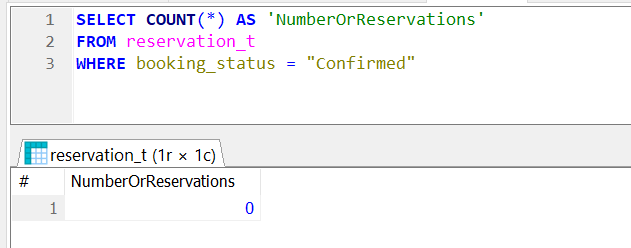 1 SELECT COUNT(*) AS 'NumberOrReservations'
2 FROM reservation_t
3 WHERE booking_status = "Confirmed"
reservation_t (1r × 1c)
# NumberOrReservations
1 0